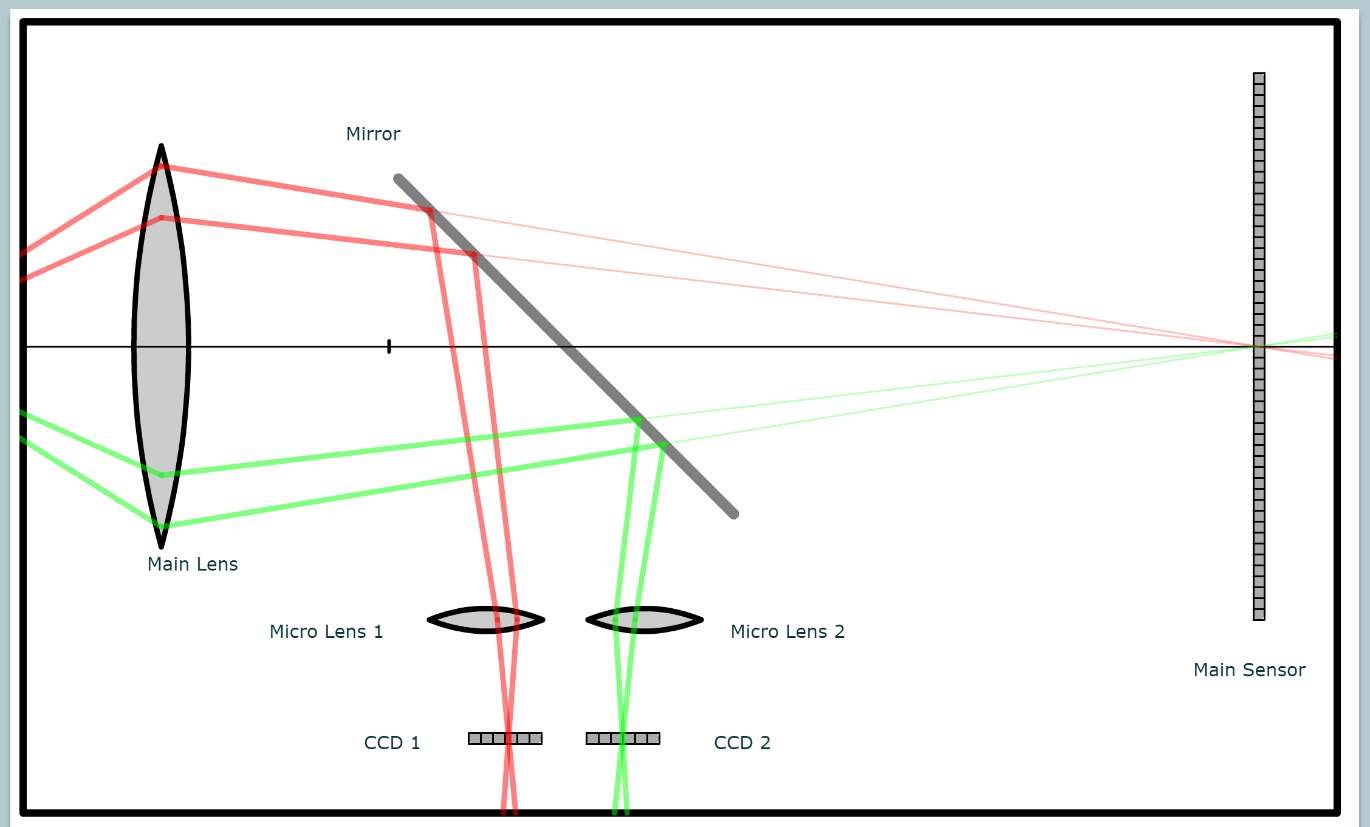 Mirror
Main Lens
Micro Lens 1
Micro Lens 2
Main Sensor
CCD 1
CCD 2